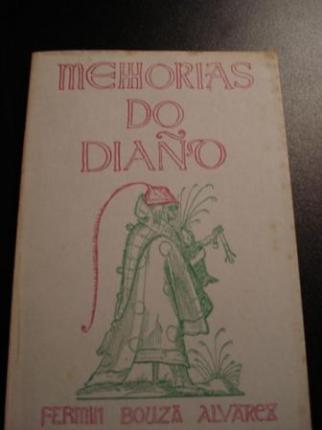 MEMORIAS
DO
DIAÑO
FERMIN BOUZA ALVAREZ